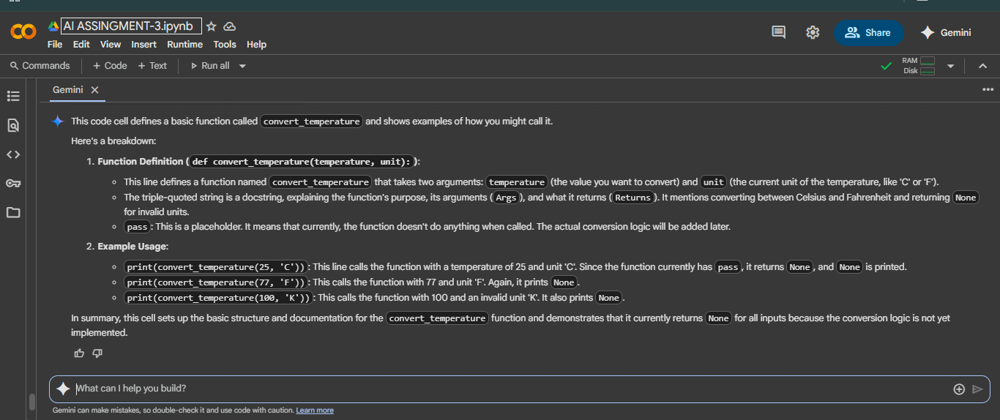 AI ASSINGMENT-3.ipynb
File Edit View Insert Runtime Tools Help
Share
Gemini
Commands + Code + Text Run all
RAM
Disk
Gemini
This code cell defines a basic function called convert_temperature and shows examples of how you might call it.
Here's a breakdown:
1. Function Definition ( def convert_temperature(temperature, unit): ):
This line defines a function named convert_temperature that takes two arguments: temperature (the value you want to convert) and unit (the current unit of the temperature, like 'C' or 'F').
The triple-quoted string is a docstring, explaining the function's purpose, its arguments ( Args ), and what it returns ( Returns ). It mentions converting between Celsius and Fahrenheit and returning None
for invalid units.
pass : This is a placeholder. It means that currently, the function doesn't do anything when called. The actual conversion logic will be added later.
2. Example Usage:
print(convert_temperature(25, 'C')) : This line calls the function with a temperature of 25 and unit 'C'. Since the function currently has pass , it returns None , and None is printed.
print(convert_temperature(77, 'F')) : This calls the function with 77 and unit 'F'. Again, it prints None .
print(convert_temperature(100, 'K')) : This calls the function with 100 and an invalid unit 'K'. It also prints None .
In summary, this cell sets up the basic structure and documentation for the convert_temperature function and demonstrates that it currently returns None for all inputs because the conversion logic is not yet
implemented.
What can I help you build?
Gemini can make mistakes, so double-check it and use code with caution. Learn more